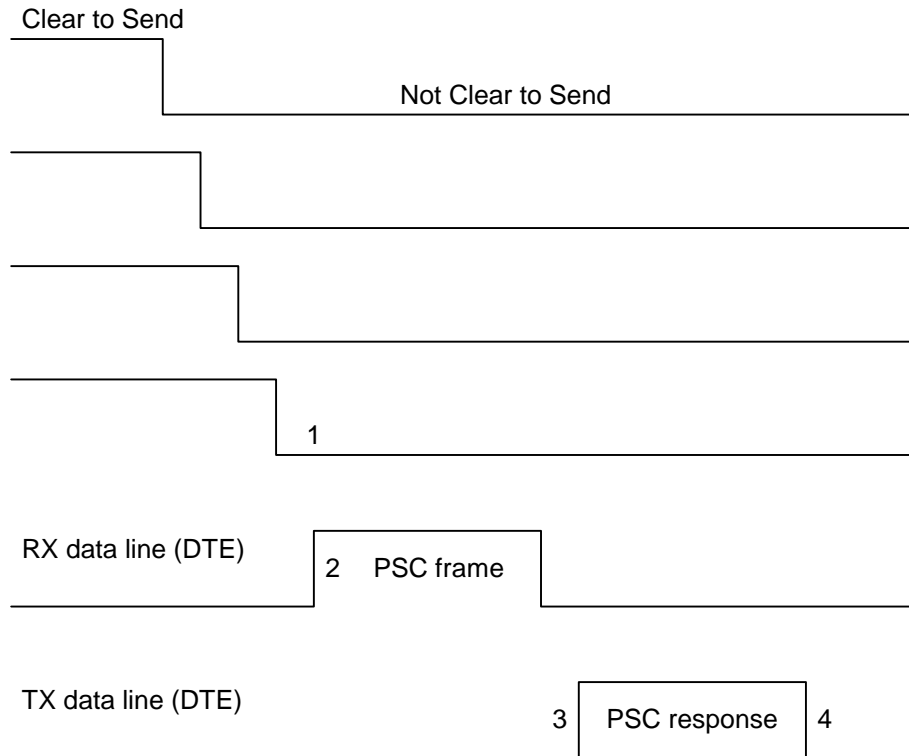 Clear to Send
Not Clear to Send
1
RX data line (DTE)
2 PSC frame
TX data line (DTE)
3 PSC response 4